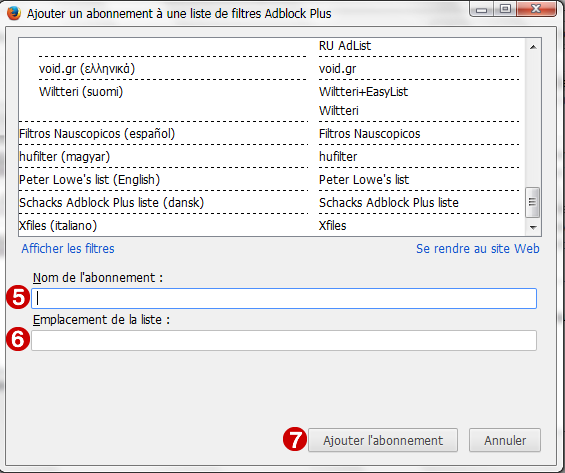 Ajouter un abonnement à une liste de filtres Adblock Plus
RU AdList
void.gr (ελληνικά) void.gr
Wiltteri (suomi) Wiltteri+EasyList
Wiltteri
Filtros Nauscopicos (español) Filtros Nauscopicos
hufilter (magyar) hufilter
Peter Lowe's list (English) Peter Lowe's list
Schacks Adblock Plus liste (dansk) Schacks Adblock Plus liste
Xfiles (italiano) Xfiles
Afficher les filtres Se rendre au site Web
Nom de l'abonnement :
5
Emplacement de la liste :
6
7 Ajouter l'abonnement Annuler